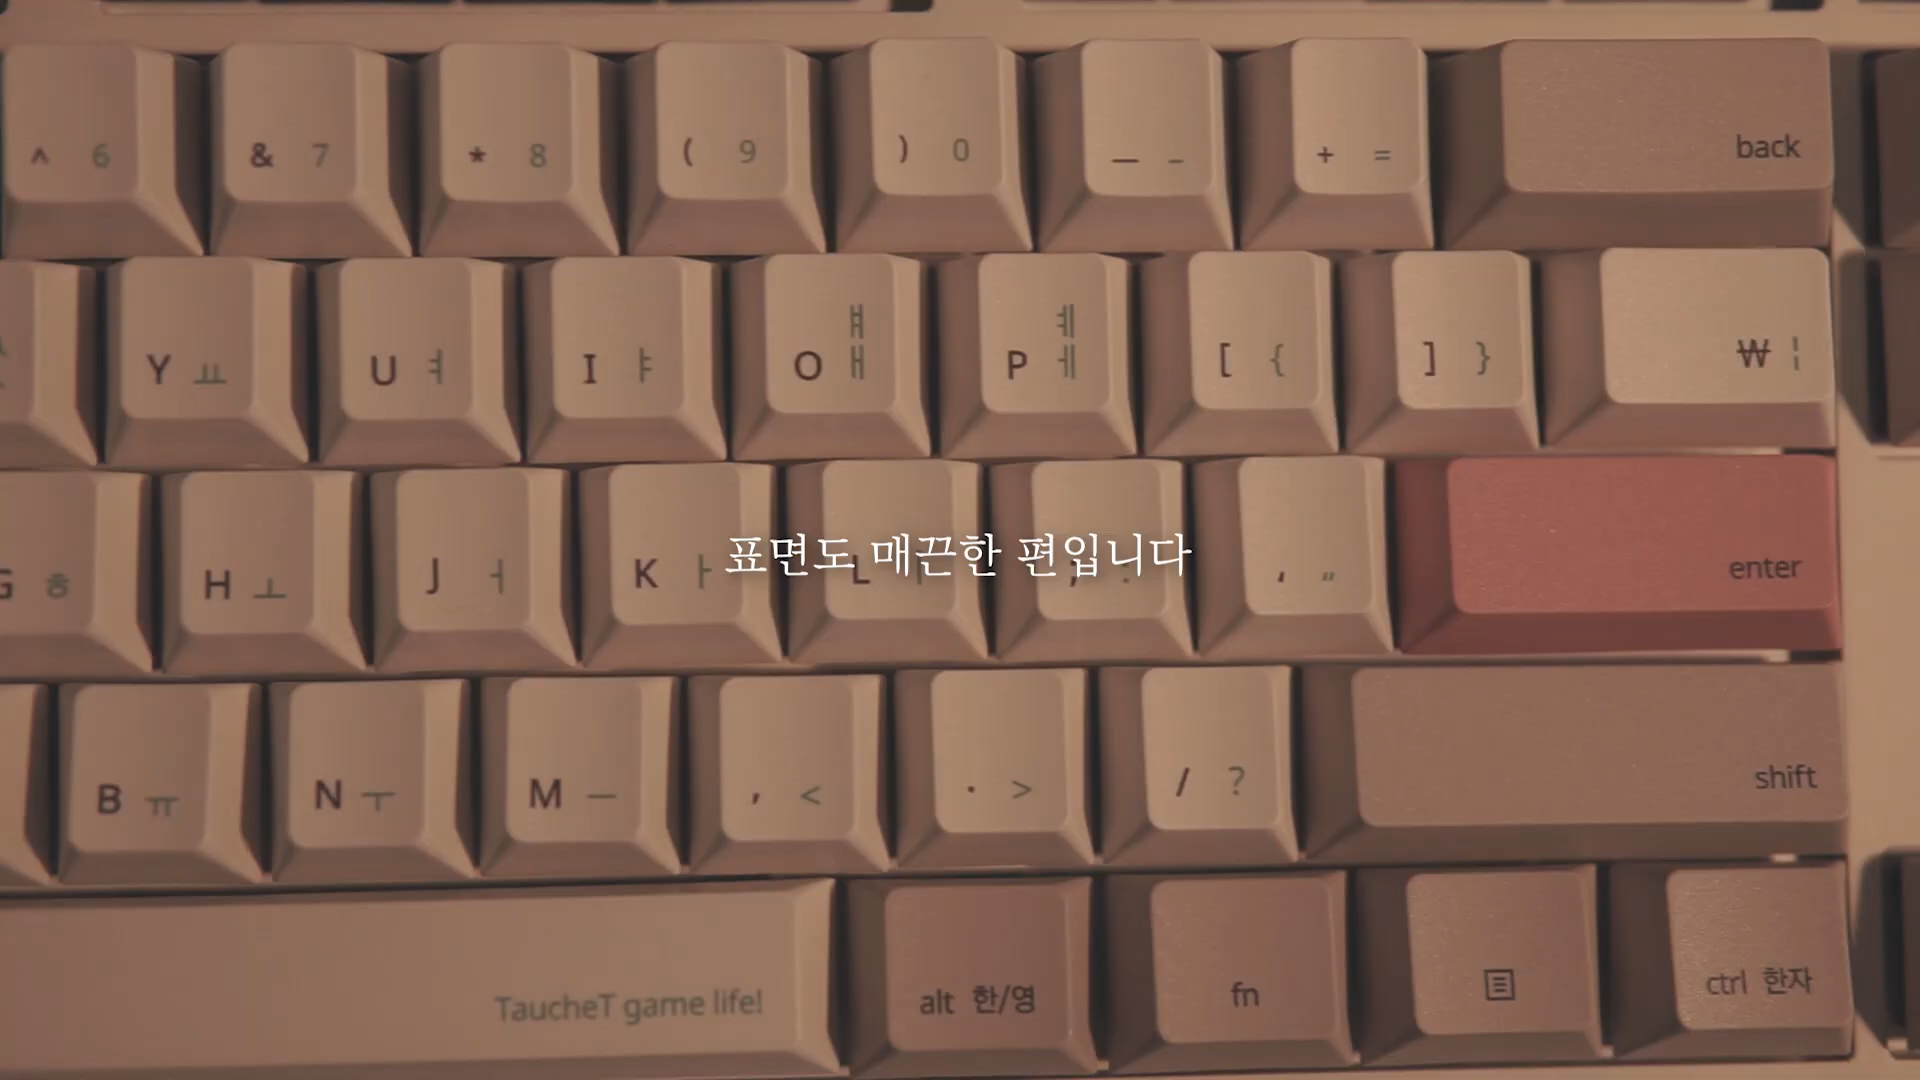 ^ 6 & 7 * 8 ( 9 ) 0 — - + = back
ㅒ ㅖ
Y ㅛ U ㅕ I ㅑ O ㅐ P ㅔ [ { ] } ₩ ¦
G ㅎ H ㅗ J ㅓ K ㅏ L ; : , " enter
표면도 매끈한 편입니다
B ㅠ N ㅜ M ㅡ , < . > / ? shift
TaucheT game life! alt 한/영 fn ctrl 한자